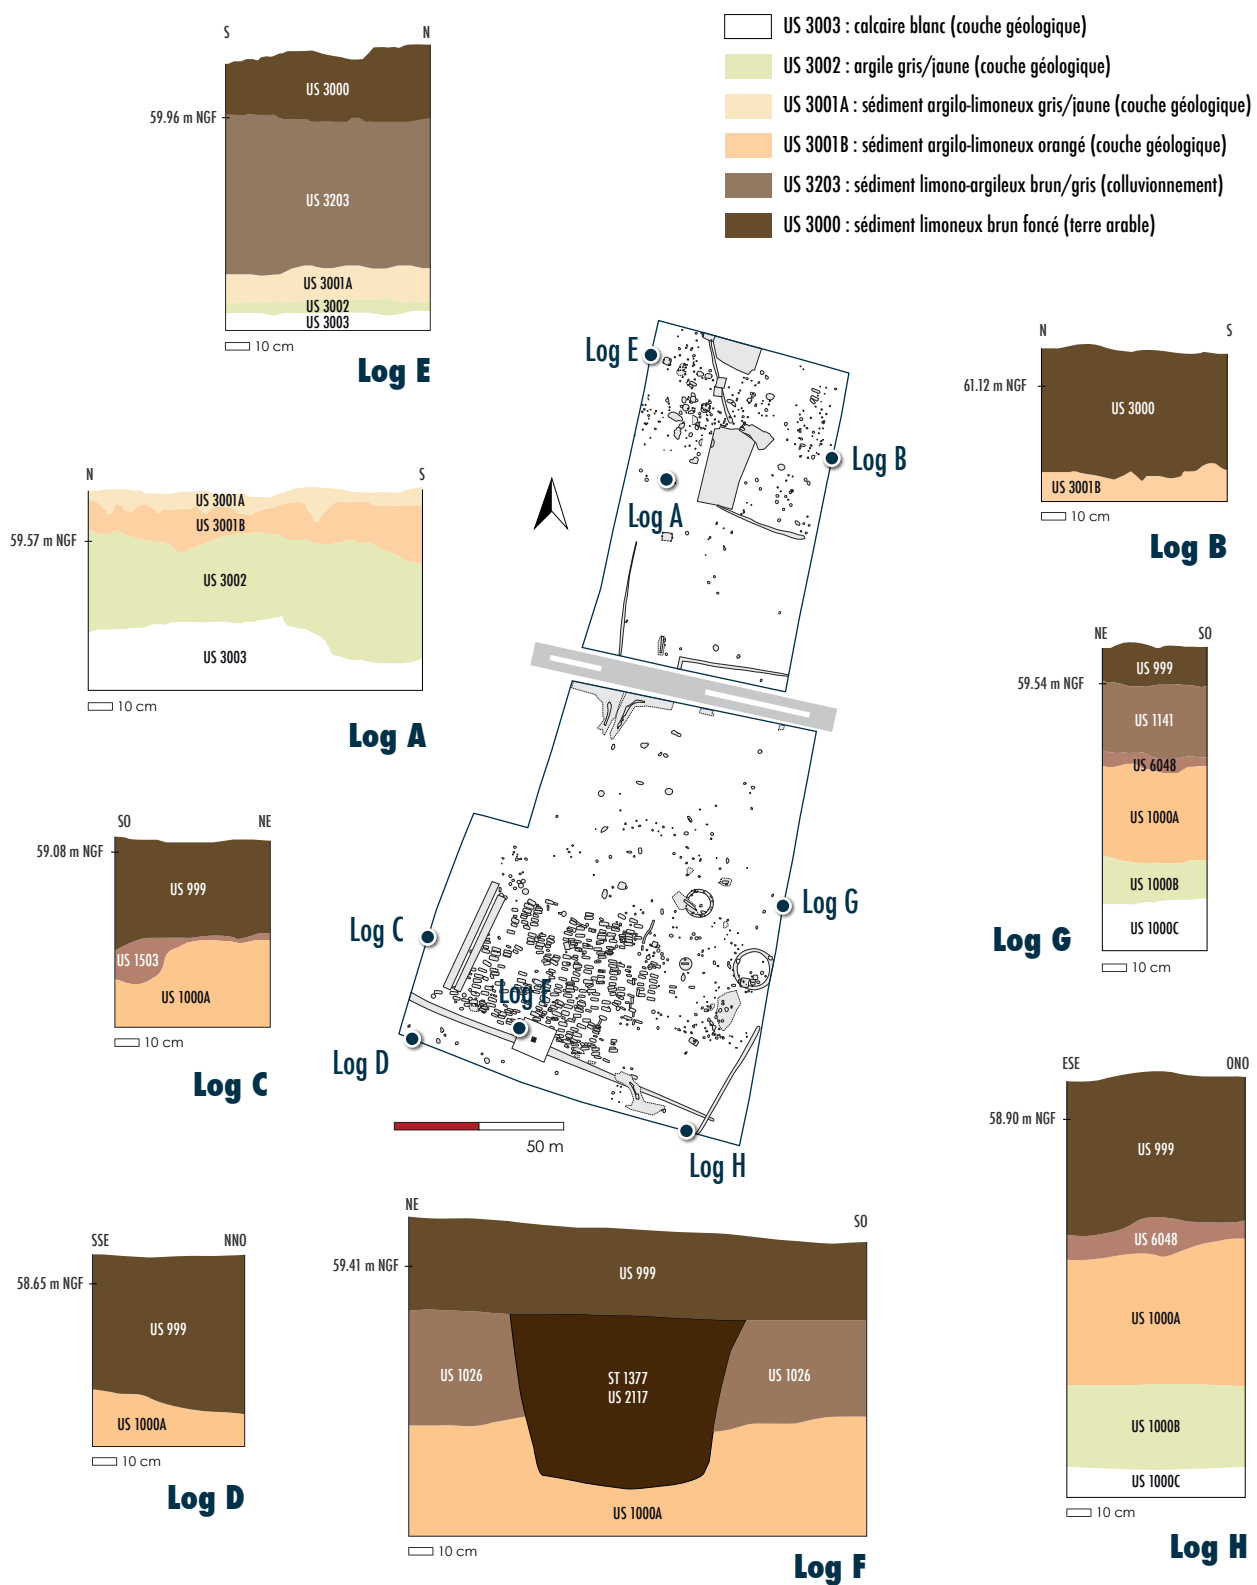 US 3003 : calcaire blanc (couche géologique)
US 3002 : argile gris/jaune (couche géologique)
US 3001A : sédiment argilo-limoneux gris/jaune (couche géologique)
US 3001B : sédiment argilo-limoneux orangé (couche géologique)
US 3203 : sédiment limono-argileux brun/gris (colluvionnement)
US 3000 : sédiment limoneux brun foncé (terre arable)
S N
US 3000
59.96 m NGF
US 3203
US 3001A
US 3002
US 3003
10 cm
Log E
N S
61.12 m NGF
US 3000
US 3001B
10 cm
Log B
N S
US 3001A
US 3001B
59.57 m NGF
US 3002
US 3003
10 cm
Log A
Log E
Log B
Log A
Log G
Log C
Log F
Log D
Log H
50 m
NE SO
US 999
59.54 m NGF
US 1141
US 6048
US 1000A
US 1000B
US 1000C
10 cm
Log G
SO NE
59.08 m NGF
US 999
US 1503
US 1000A
10 cm
Log C
ESE ONO
58.90 m NGF
US 999
US 6048
US 1000A
US 1000B
US 1000C
10 cm
Log H
SSE NNO
58.65 m NGF
US 999
US 1000A
10 cm
Log D
NE SO
59.41 m NGF
US 999
US 1026
ST 1377
US 2117
US 1026
US 1000A
10 cm
Log F